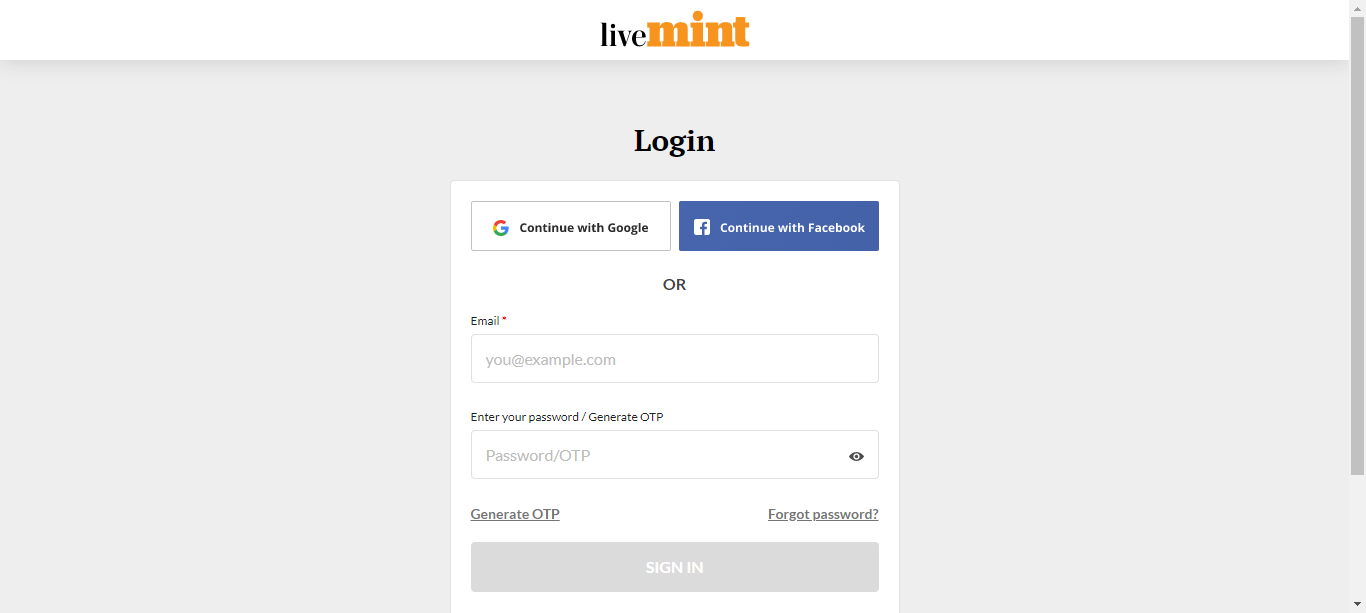 livemint
Login
Continue with Google
Continue with Facebook
OR
Email *
you@example.com
Enter your password / Generate OTP
Password/OTP
Generate OTP
Forgot password?
SIGN IN